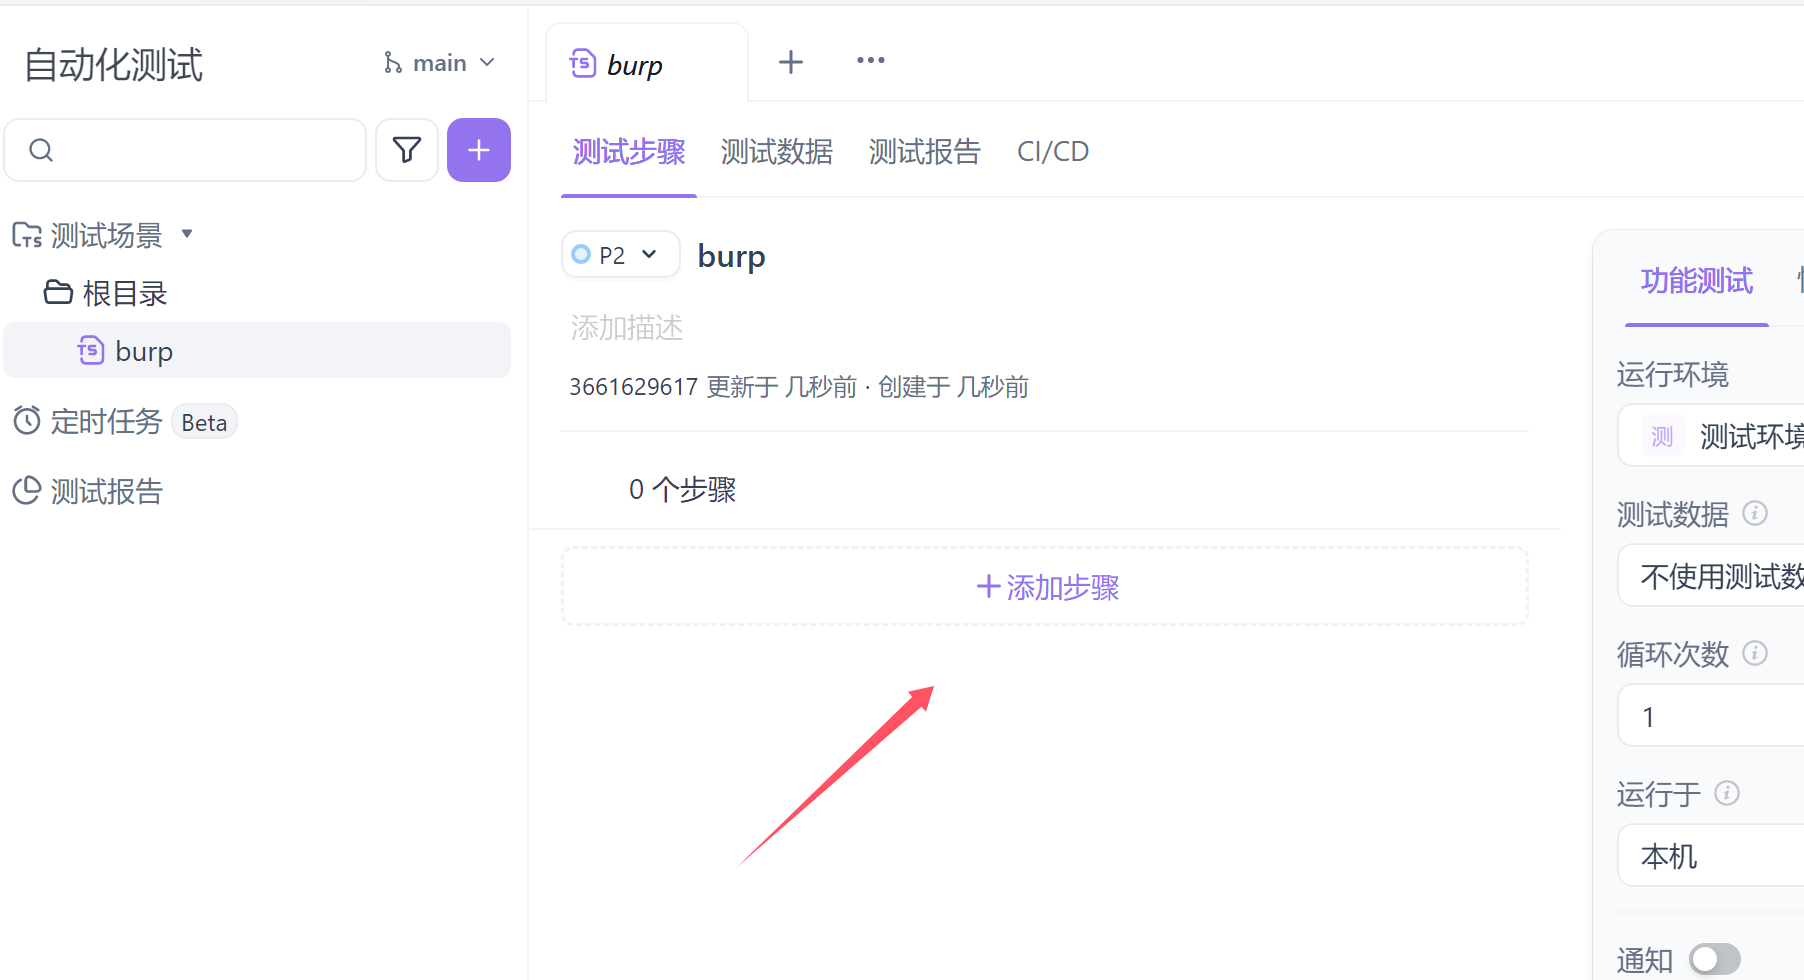 自动化测试
main
测试场景
根目录
TS burp
定时任务 Beta
测试报告
TS burp
测试步骤 测试数据 测试报告 CI/CD
P2 burp
添加描述
3661629617 更新于 几秒前 · 创建于 几秒前
0 个步骤
添加步骤
功能测试
运行环境
测 测试环境
测试数据
不使用测试数
循环次数
1
运行于
本机
通知